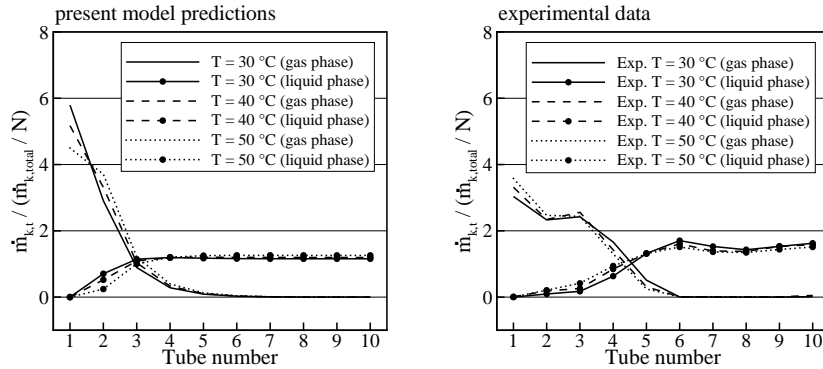 present model predictions
8
6
4
2
0
ṁk,t / (ṁk,total / N)
T = 30 °C (gas phase)
T = 30 °C (liquid phase)
T = 40 °C (gas phase)
T = 40 °C (liquid phase)
T = 50 °C (gas phase)
T = 50 °C (liquid phase)
1 2 3 4 5 6 7 8 9 10
Tube number
experimental data
8
6
4
2
0
ṁk,t / (ṁk,total / N)
Exp. T = 30 °C (gas phase)
Exp. T = 30 °C (liquid phase)
Exp. T = 40 °C (gas phase)
Exp. T = 40 °C (liquid phase)
Exp. T = 50 °C (gas phase)
Exp. T = 50 °C (liquid phase)
1 2 3 4 5 6 7 8 9 10
Tube number